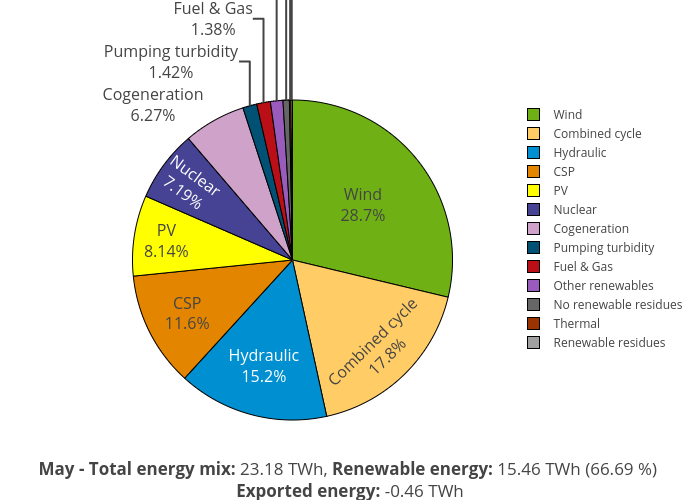 Fuel & Gas
1.38%
Pumping turbidity
1.42%
Cogeneration
6.27%
Nuclear
7.19%
PV
8.14%
CSP
11.6%
Hydraulic
15.2%
Combined cycle
17.8%
Wind
28.7%
Wind
Combined cycle
Hydraulic
CSP
PV
Nuclear
Cogeneration
Pumping turbidity
Fuel & Gas
Other renewables
No renewable residues
Thermal
Renewable residues
May - Total energy mix: 23.18 TWh, Renewable energy: 15.46 TWh (66.69 %)
Exported energy: -0.46 TWh